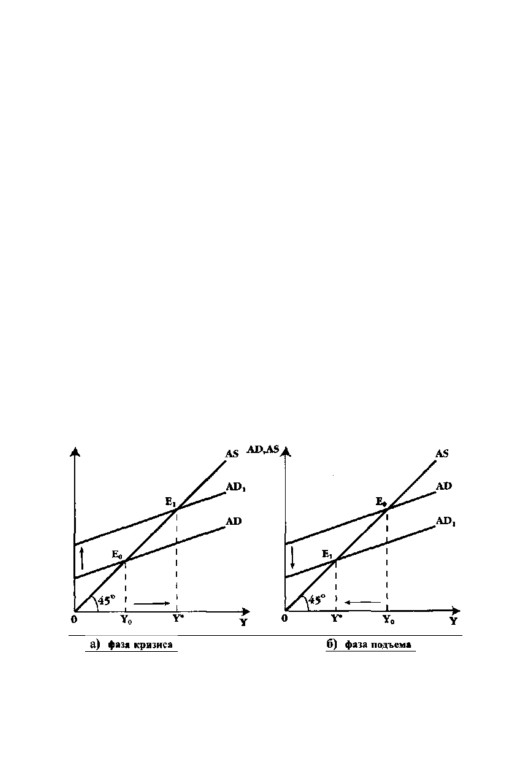 AS AD,AS AS
AD₁ AD
E₁ E₀
AD AD₁
E₀ E₁
45° 45°
0 Y₀ Y* Y 0 Y* Y₀ Y
а) фаза кризиса б) фаза подъема